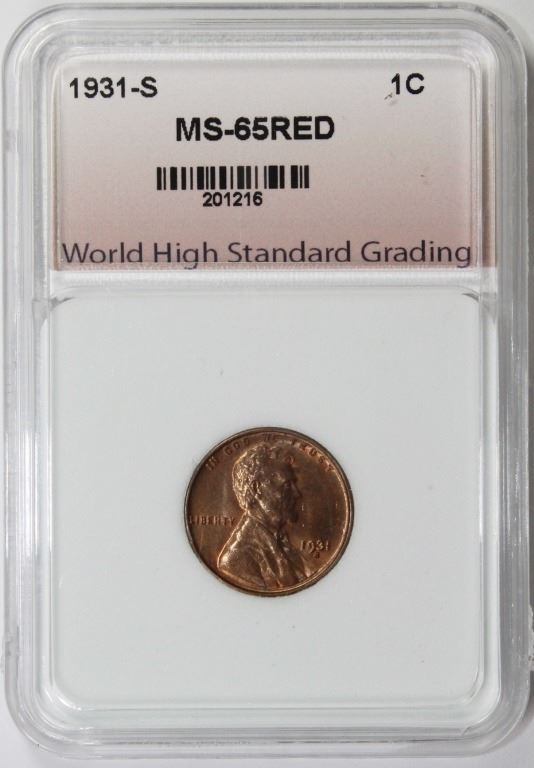 1931-S 1C
MS-65RED
201216
World High Standard Grading
IN GOD WE TRUST
LIBERTY
1931
S